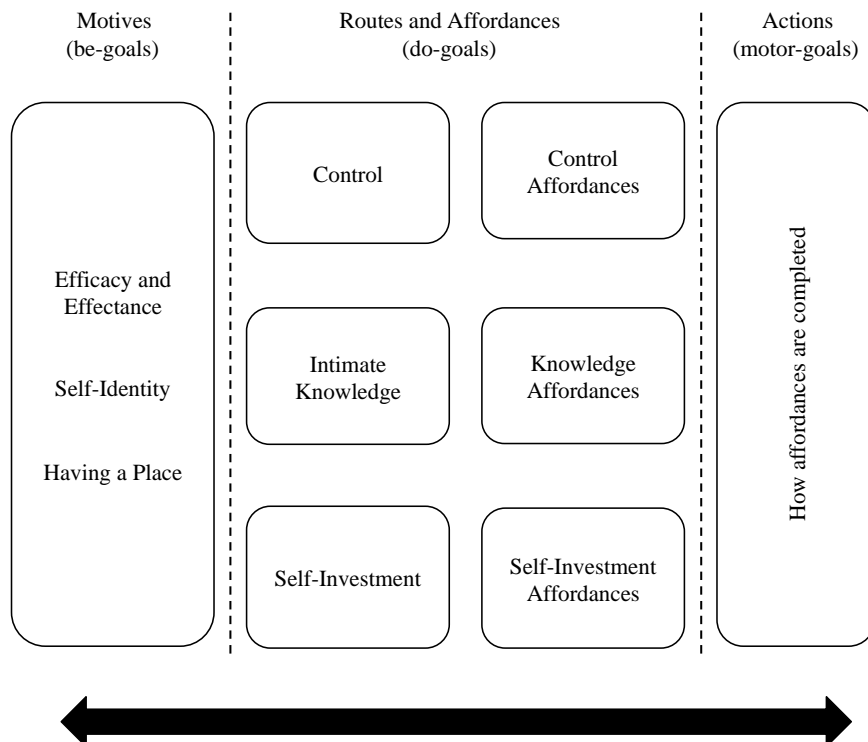 Motives
(be-goals)
Routes and Affordances
(do-goals)
Actions
(motor-goals)
Efficacy and
Effectance
Self-Identity
Having a Place
Control
Control
Affordances
Intimate
Knowledge
Knowledge
Affordances
Self-Investment
Self-Investment
Affordances
How affordances are completed